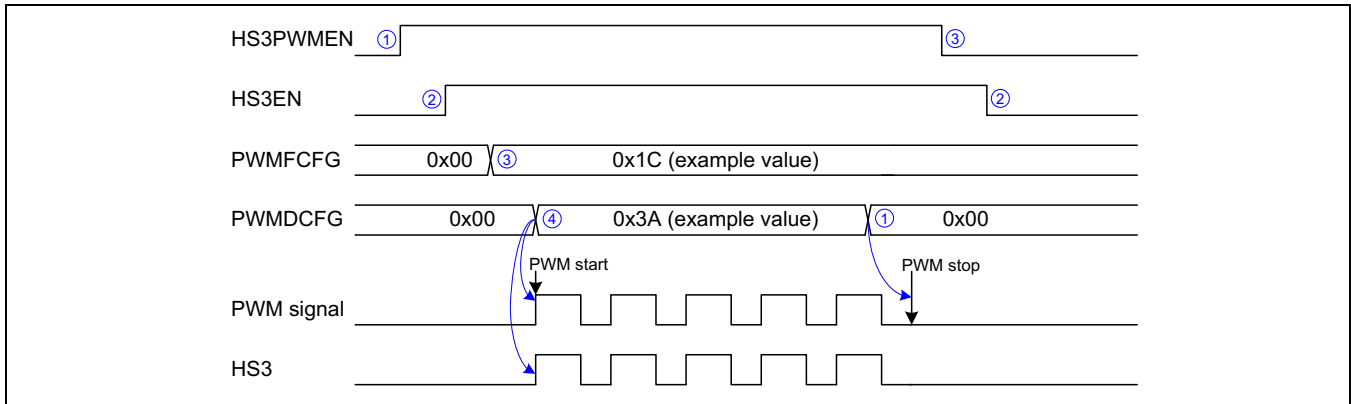 HS3PWMEN 1 3
HS3EN 2 2
PWMFCFG 0x00 3 0x1C (example value)
PWMDCFG 0x00 4 0x3A (example value) 1 0x00
PWM start PWM stop
PWM signal
HS3